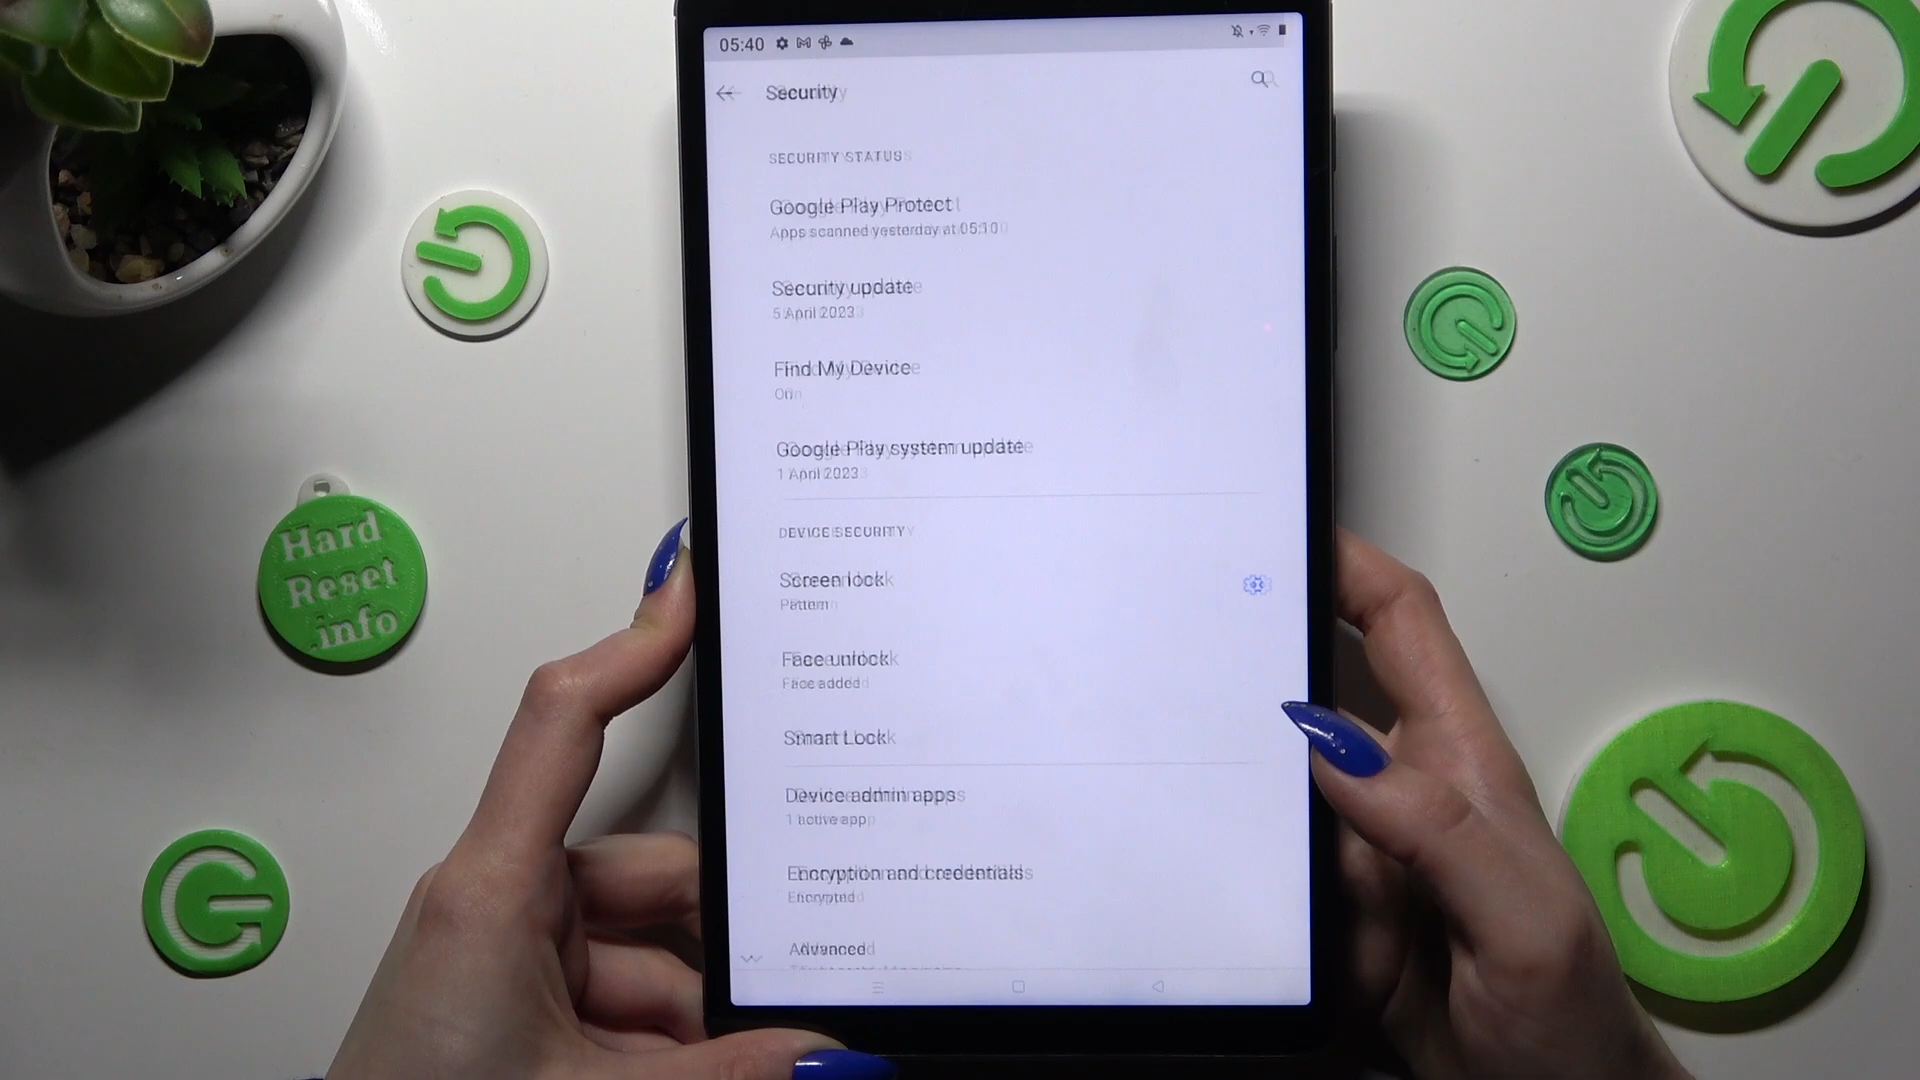 05:40
Security
SECURITY STATUS
Google Play Protect
Apps scanned yesterday at 05:10
Security update
5 April 2023
Find My Device
On
Google Play system update
1 April 2023
DEVICE SECURITY
Screen lock
Pattern
Face unlock
Face added
Smart Lock
Device admin apps
1 active app
Encryption and credentials
Encrypted
Advanced
Hard
Reset
.info